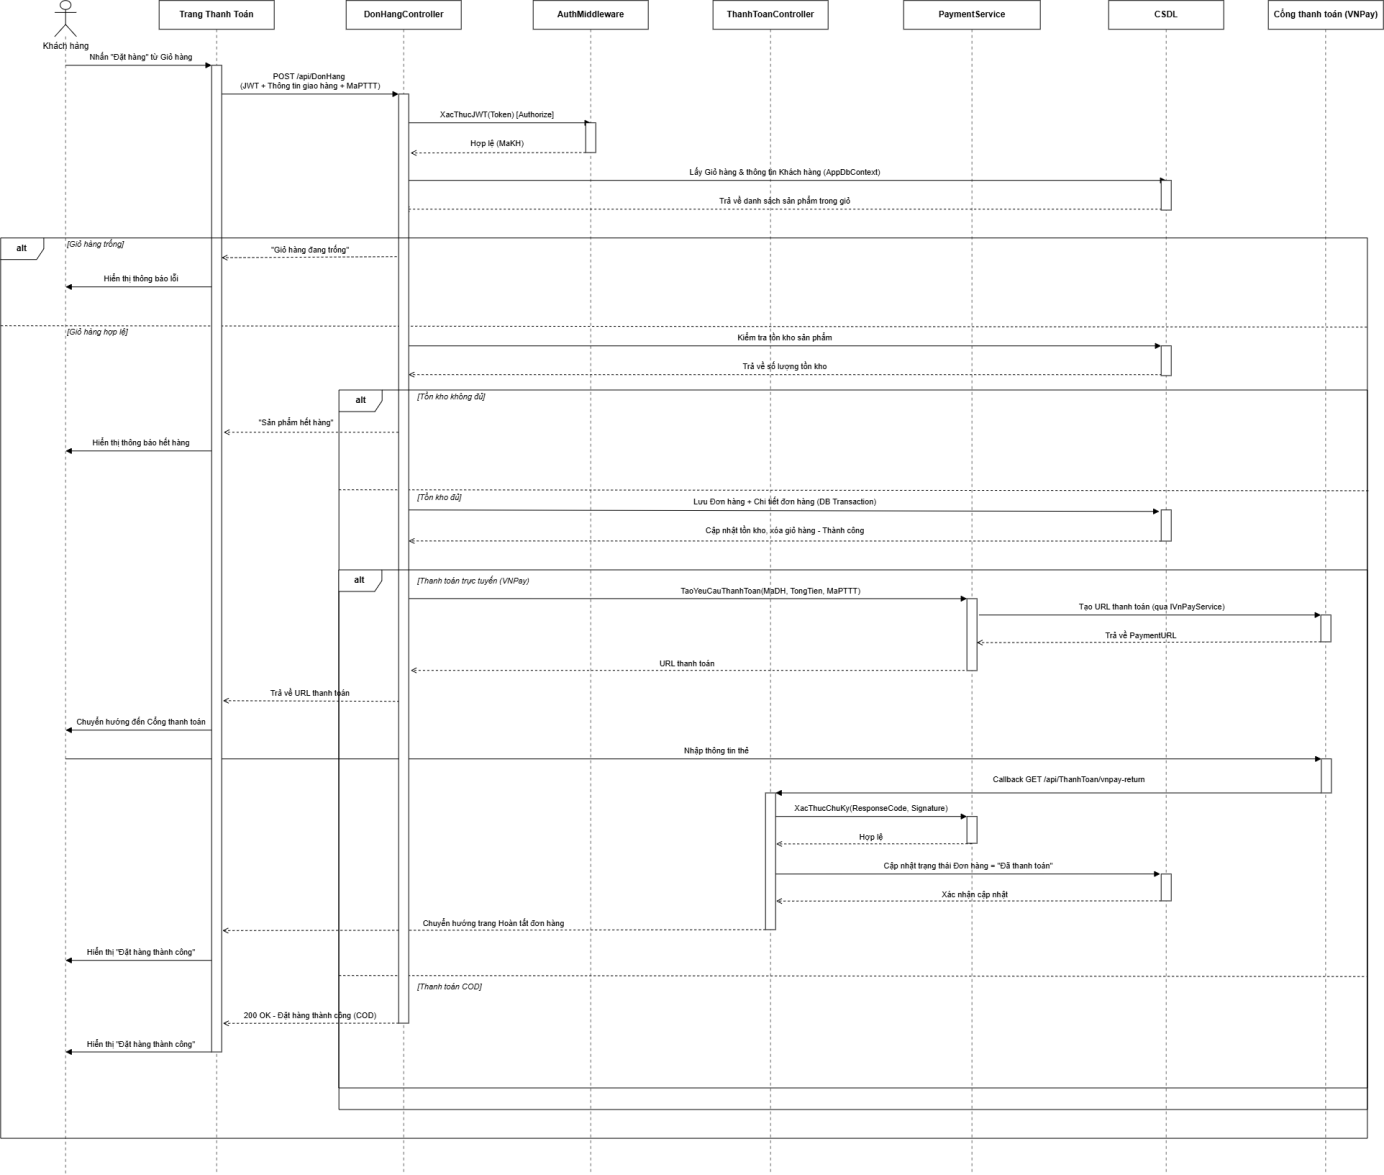 Khách hàng
Trang Thanh Toán
DonHangController
AuthMiddleware
ThanhToanController
PaymentService
CSDL
Cổng thanh toán (VNPay)
Nhấn "Đặt hàng" từ Giỏ hàng
POST /api/DonHang
(JWT + Thông tin giao hàng + MaPTTT)
XacThucJWT(Token) [Authorize]
Hợp lệ (MaKH)
Lấy Giỏ hàng & thông tin Khách hàng (AppDbContext)
Trả về danh sách sản phẩm trong giỏ
alt
[Giỏ hàng trống]
"Giỏ hàng đang trống"
Hiển thị thông báo lỗi
[Giỏ hàng hợp lệ]
Kiểm tra tồn kho sản phẩm
Trả về số lượng tồn kho
alt
[Tồn kho không đủ]
"Sản phẩm hết hàng"
Hiển thị thông báo hết hàng
[Tồn kho đủ]
Lưu Đơn hàng + Chi tiết đơn hàng (DB Transaction)
Cập nhật tồn kho, xóa giỏ hàng - Thành công
alt
[Thanh toán trực tuyến (VNPay)
TaoYeuCauThanhToan(MaDH, TongTien, MaPTTT)
Tạo URL thanh toán (qua IVnPayService)
Trả về PaymentURL
URL thanh toán
Trả về URL thanh toán
Chuyển hướng đến Cổng thanh toán
Nhập thông tin thẻ
Callback GET /api/ThanhToan/vnpay-return
XacThucChuKy(ResponseCode, Signature)
Hợp lệ
Cập nhật trạng thái Đơn hàng = "Đã thanh toán"
Xác nhận cập nhật
Chuyển hướng trang Hoàn tất đơn hàng
Hiển thị "Đặt hàng thành công"
[Thanh toán COD]
200 OK - Đặt hàng thành công (COD)
Hiển thị "Đặt hàng thành công"